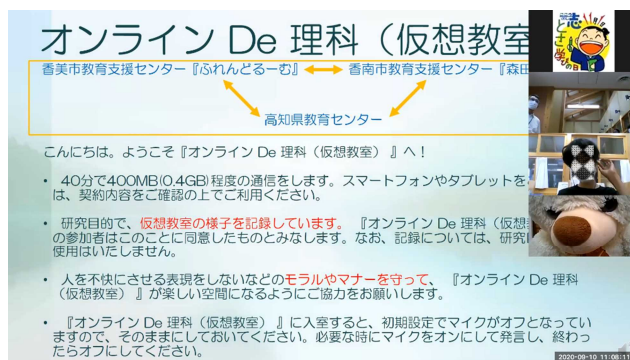 オンライン De 理科（仮想教室
香美市教育支援センター『ふれんどるーむ』 香南市教育支援センター『森田
高知県教育センター
こんにちは。ようこそ『オンライン De 理科（仮想教室） 』へ！
• 40分で400MB(0.4GB)程度の通信をします。スマートフォンやタブレットを
は、契約内容をご確認の上でご利用ください。
• 研究目的で、仮想教室の様子を記録しています。 『オンライン De 理科（仮想
の参加者はこのことに同意したものとみなします。なお、記録については、研究
使用はいたしません。
• 人を不快にさせる表現をしないなどのモラルやマナーを守って、 『オンライン De 理科
（仮想教室） 』が楽しい空間になるようにご協力をお願いします。
• 『オンライン De 理科（仮想教室） 』に入室すると、初期設定でマイクがオフとなってい
ますので、そのままにしておいてください。必要な時にマイクをオンにして発言し、終わっ
たらオフにしてください。
志
とさ学びの日
2020-09-10 11:08:11